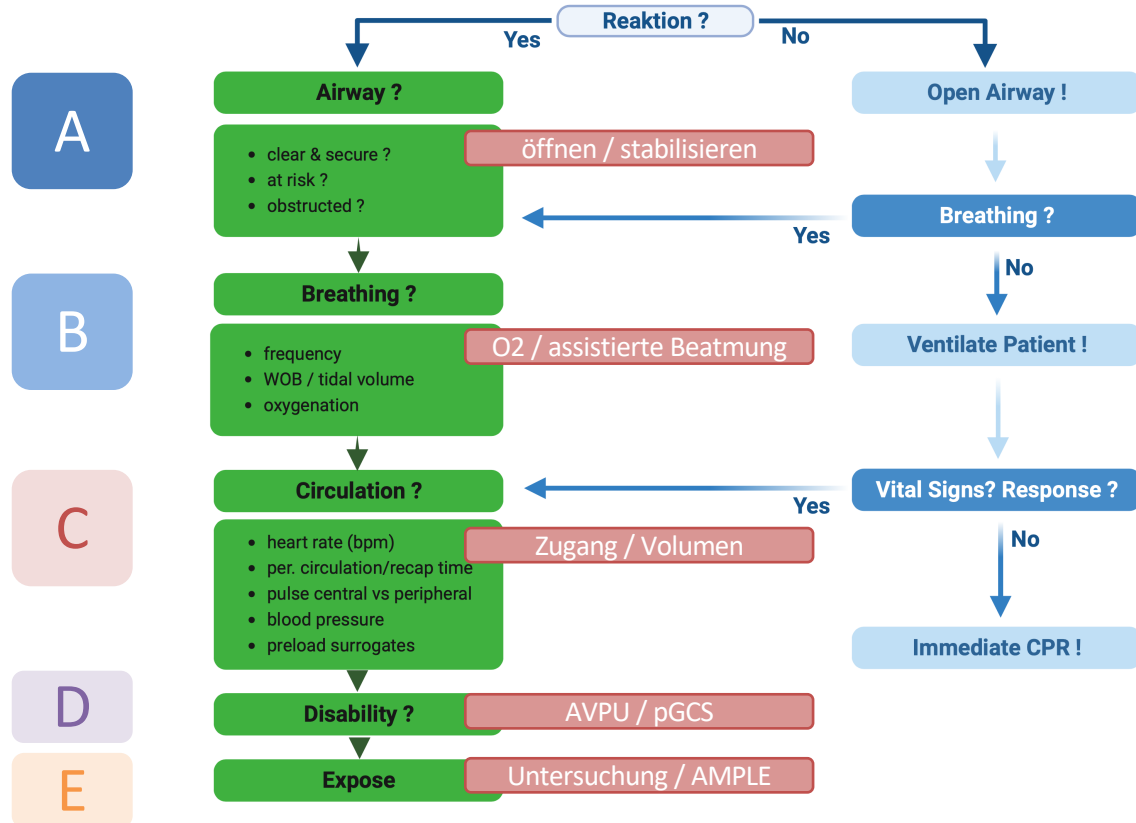 Reaktion ?
Yes
No
A
Airway ?
Open Airway !
clear & secure ?
at risk ?
obstructed ?
öffnen / stabilisieren
Breathing ?
Yes
No
B
Breathing ?
frequency
WOB / tidal volume
oxygenation
O2 / assistierte Beatmung
Ventilate Patient !
C
Circulation ?
Vital Signs? Response ?
Yes
No
heart rate (bpm)
per. circulation/recap time
pulse central vs peripheral
blood pressure
preload surrogates
Zugang / Volumen
Immediate CPR !
D
Disability ?
AVPU / pGCS
E
Expose
Untersuchung / AMPLE